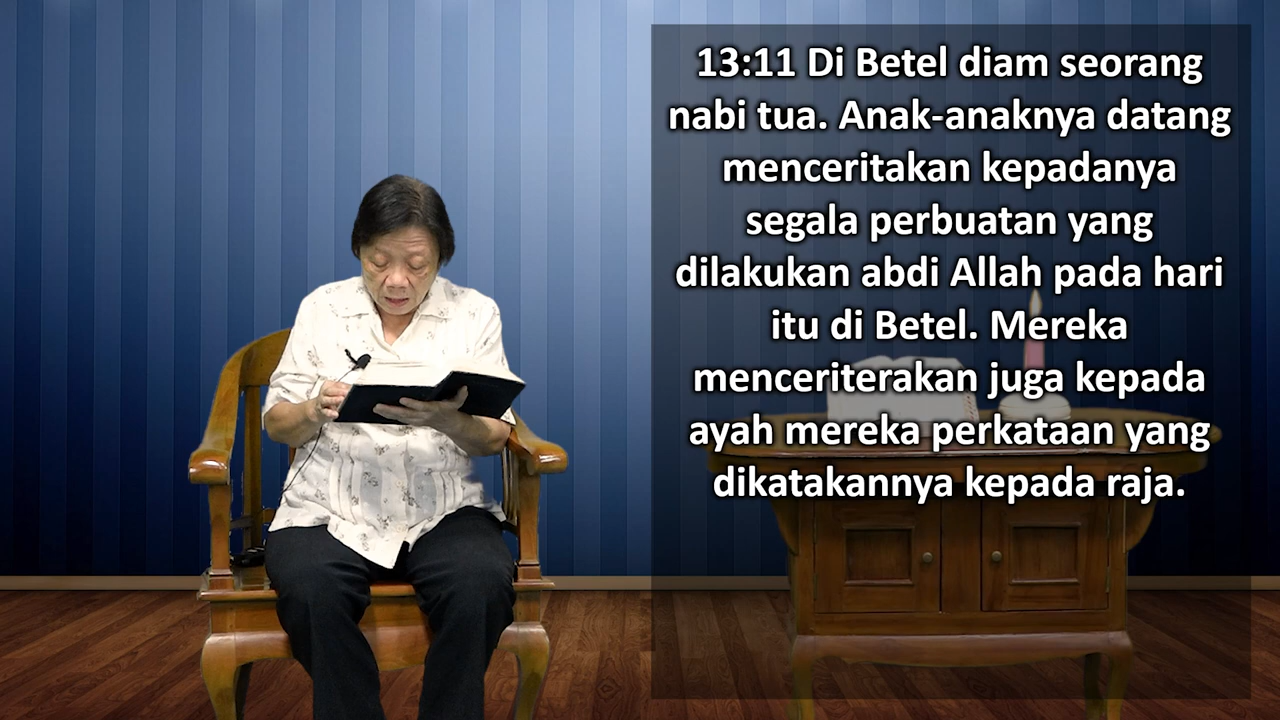 13:11 Di Betel diam seorang
nabi tua. Anak-anaknya datang
menceritakan kepadanya
segala perbuatan yang
dilakukan abdi Allah pada hari
itu di Betel. Mereka
menceriterakan juga kepada
ayah mereka perkataan yang
dikatakannya kepada raja.